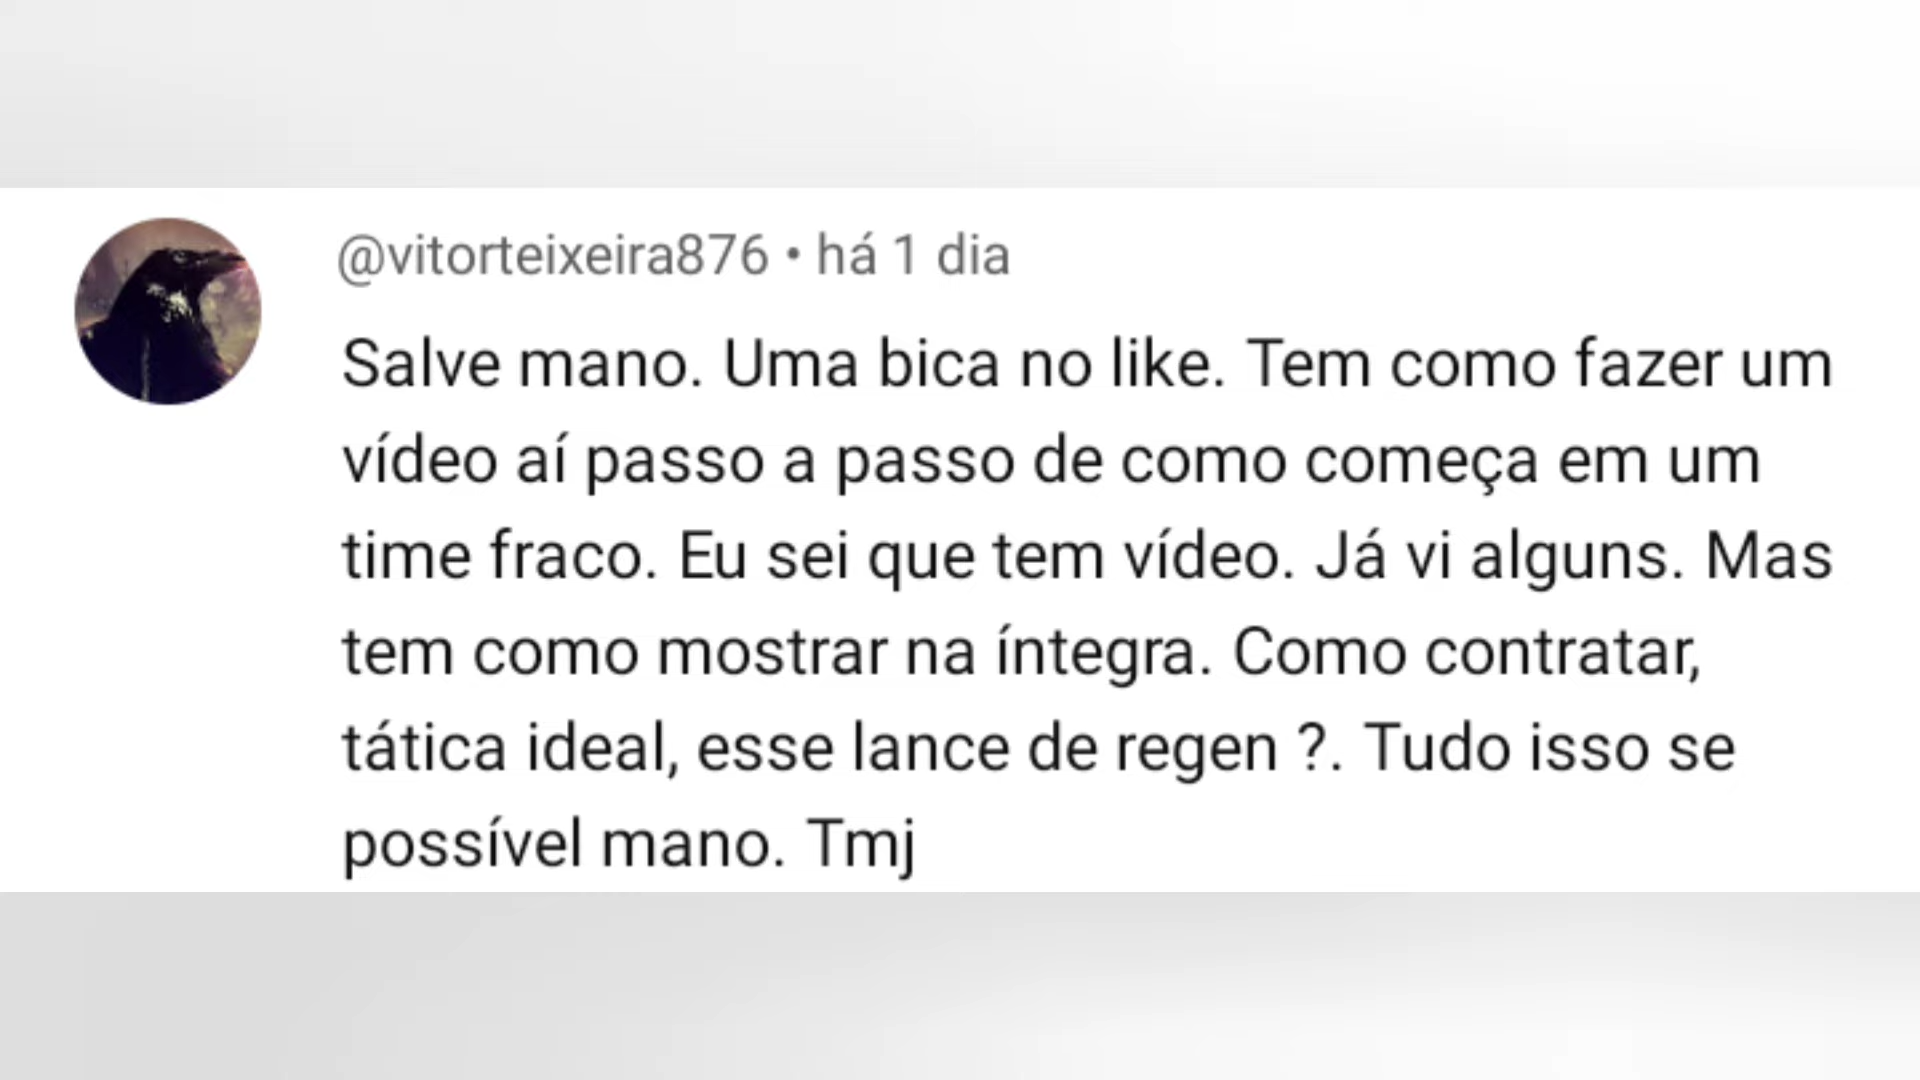 @vitorteixeira876 • há 1 dia
Salve mano. Uma bica no like. Tem como fazer um
vídeo aí passo a passo de como começa em um
time fraco. Eu sei que tem vídeo. Já vi alguns. Mas
tem como mostrar na íntegra. Como contratar,
tática ideal, esse lance de regen ?. Tudo isso se
possível mano. Tmj